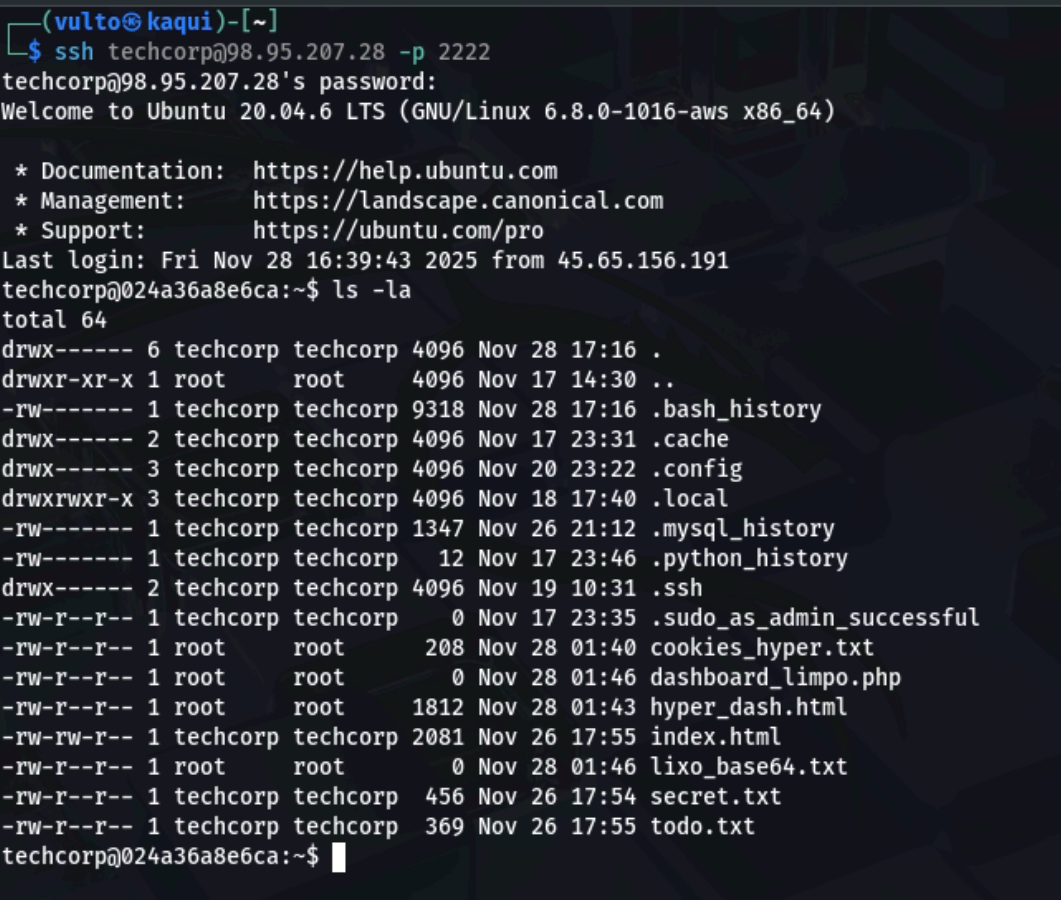 ┌──(vulto㉿kaqui)-[~]
└─$ ssh techcorp@98.95.207.28 -p 2222
techcorp@98.95.207.28's password:
Welcome to Ubuntu 20.04.6 LTS (GNU/Linux 6.8.0-1016-aws x86_64)

 * Documentation:  https://help.ubuntu.com
 * Management:     https://landscape.canonical.com
 * Support:        https://ubuntu.com/pro
Last login: Fri Nov 28 16:39:43 2025 from 45.65.156.191
techcorp@024a36a8e6ca:~$ ls -la
total 64
drwx------ 6 techcorp techcorp 4096 Nov 28 17:16 .
drwxr-xr-x 1 root     root     4096 Nov 17 14:30 ..
-rw------- 1 techcorp techcorp 9318 Nov 28 17:16 .bash_history
drwx------ 2 techcorp techcorp 4096 Nov 17 23:31 .cache
drwx------ 3 techcorp techcorp 4096 Nov 20 23:22 .config
drwxrwxr-x 3 techcorp techcorp 4096 Nov 18 17:40 .local
-rw------- 1 techcorp techcorp 1347 Nov 26 21:12 .mysql_history
-rw------- 1 techcorp techcorp   12 Nov 17 23:46 .python_history
drwx------ 2 techcorp techcorp 4096 Nov 19 10:31 .ssh
-rw-r--r-- 1 techcorp techcorp    0 Nov 17 23:35 .sudo_as_admin_successful
-rw-r--r-- 1 root     root      208 Nov 28 01:40 cookies_hyper.txt
-rw-r--r-- 1 root     root        0 Nov 28 01:46 dashboard_limpo.php
-rw-r--r-- 1 root     root     1812 Nov 28 01:43 hyper_dash.html
-rw-rw-r-- 1 techcorp techcorp 2081 Nov 26 17:55 index.html
-rw-r--r-- 1 root     root        0 Nov 28 01:46 lixo_base64.txt
-rw-r--r-- 1 techcorp techcorp  456 Nov 26 17:54 secret.txt
-rw-r--r-- 1 techcorp techcorp  369 Nov 26 17:55 todo.txt
techcorp@024a36a8e6ca:~$